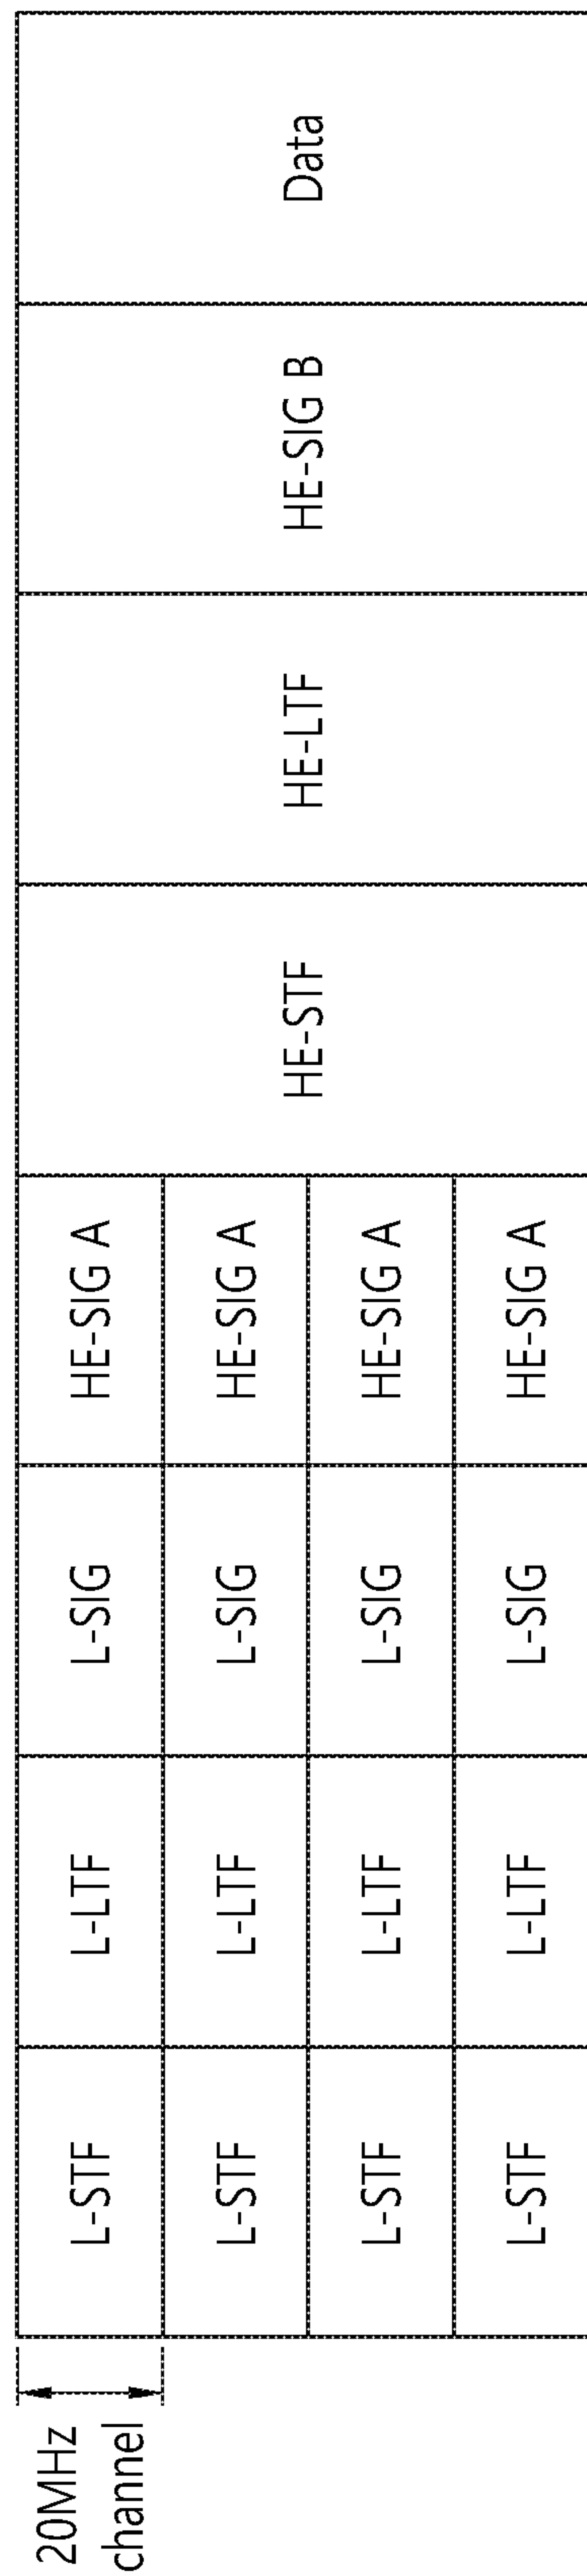 20MHz
channel
L-STF
L-LTF
L-SIG
HE-SIG A
L-STF
L-LTF
L-SIG
HE-SIG A
L-STF
L-LTF
L-SIG
HE-SIG A
L-STF
L-LTF
L-SIG
HE-SIG A
HE-STF
HE-LTF
HE-SIG B
Data